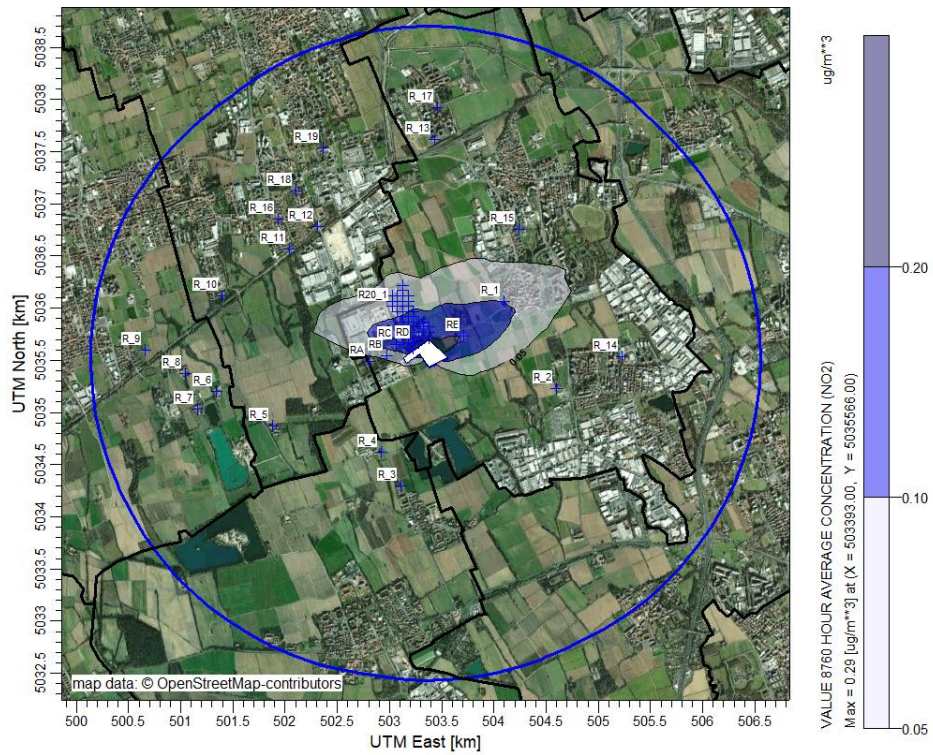 5038.5
5038
5037.5
5037
5036.5
5036
5035.5
5035
5034.5
5034
5033.5
5033
5032.5
UTM North [km]
R_17
R_13
R_19
R_18
R_16
R_12
R_11
R_15
R_10
R20_1
R_1
RC
RD
RE
RB
RA
0.05
R_9
R_8
R_6
R_7
R_5
R_14
R_2
R_4
R_3
map data: © OpenStreetMap-contributors
500 500.5 501 501.5 502 502.5 503 503.5 504 504.5 505 505.5 506 506.5
UTM East [km]
VALUE 8760 HOUR AVERAGE CONCENTRATION (NO2)
ug/m**3
Max = 0.29 [ug/m**3] at (X = 503393.00, Y = 5035566.00)
0.20
0.10
0.05